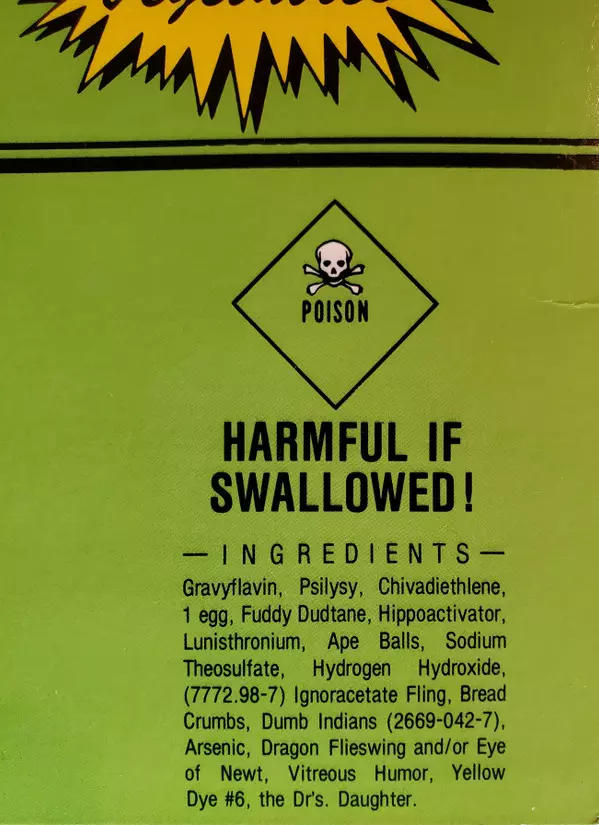 POISON
HARMFUL IF
SWALLOWED!
— INGREDIENTS —
Gravyflavin, Psilysy, Chivadiethlene,
1 egg, Fuddy Dudtane, Hippoactivator,
Lunisthronium, Ape Balls, Sodium
Theosulfate, Hydrogen Hydroxide,
(7772.98-7) Ignoracetate Fling, Bread
Crumbs, Dumb Indians (2669-042-7),
Arsenic, Dragon Flieswing and/or Eye
of Newt, Vitreous Humor, Yellow
Dye #6, the Dr's. Daughter.